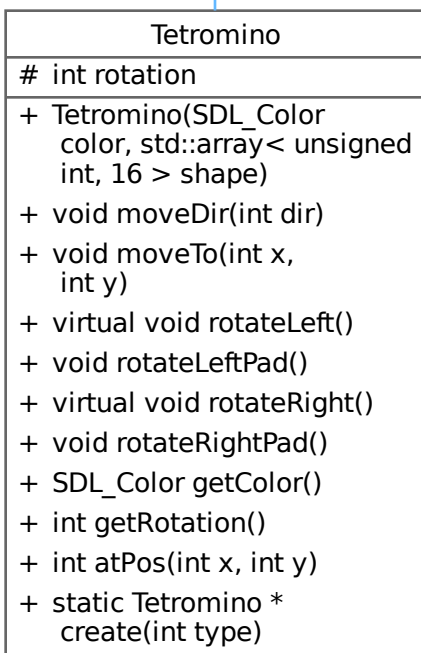 Tetromino
# int rotation
+ Tetromino(SDL_Color
color, std::array< unsigned
int, 16 > shape)
+ void moveDir(int dir)
+ void moveTo(int x,
int y)
+ virtual void rotateLeft()
+ void rotateLeftPad()
+ virtual void rotateRight()
+ void rotateRightPad()
+ SDL_Color getColor()
+ int getRotation()
+ int atPos(int x, int y)
+ static Tetromino *
create(int type)